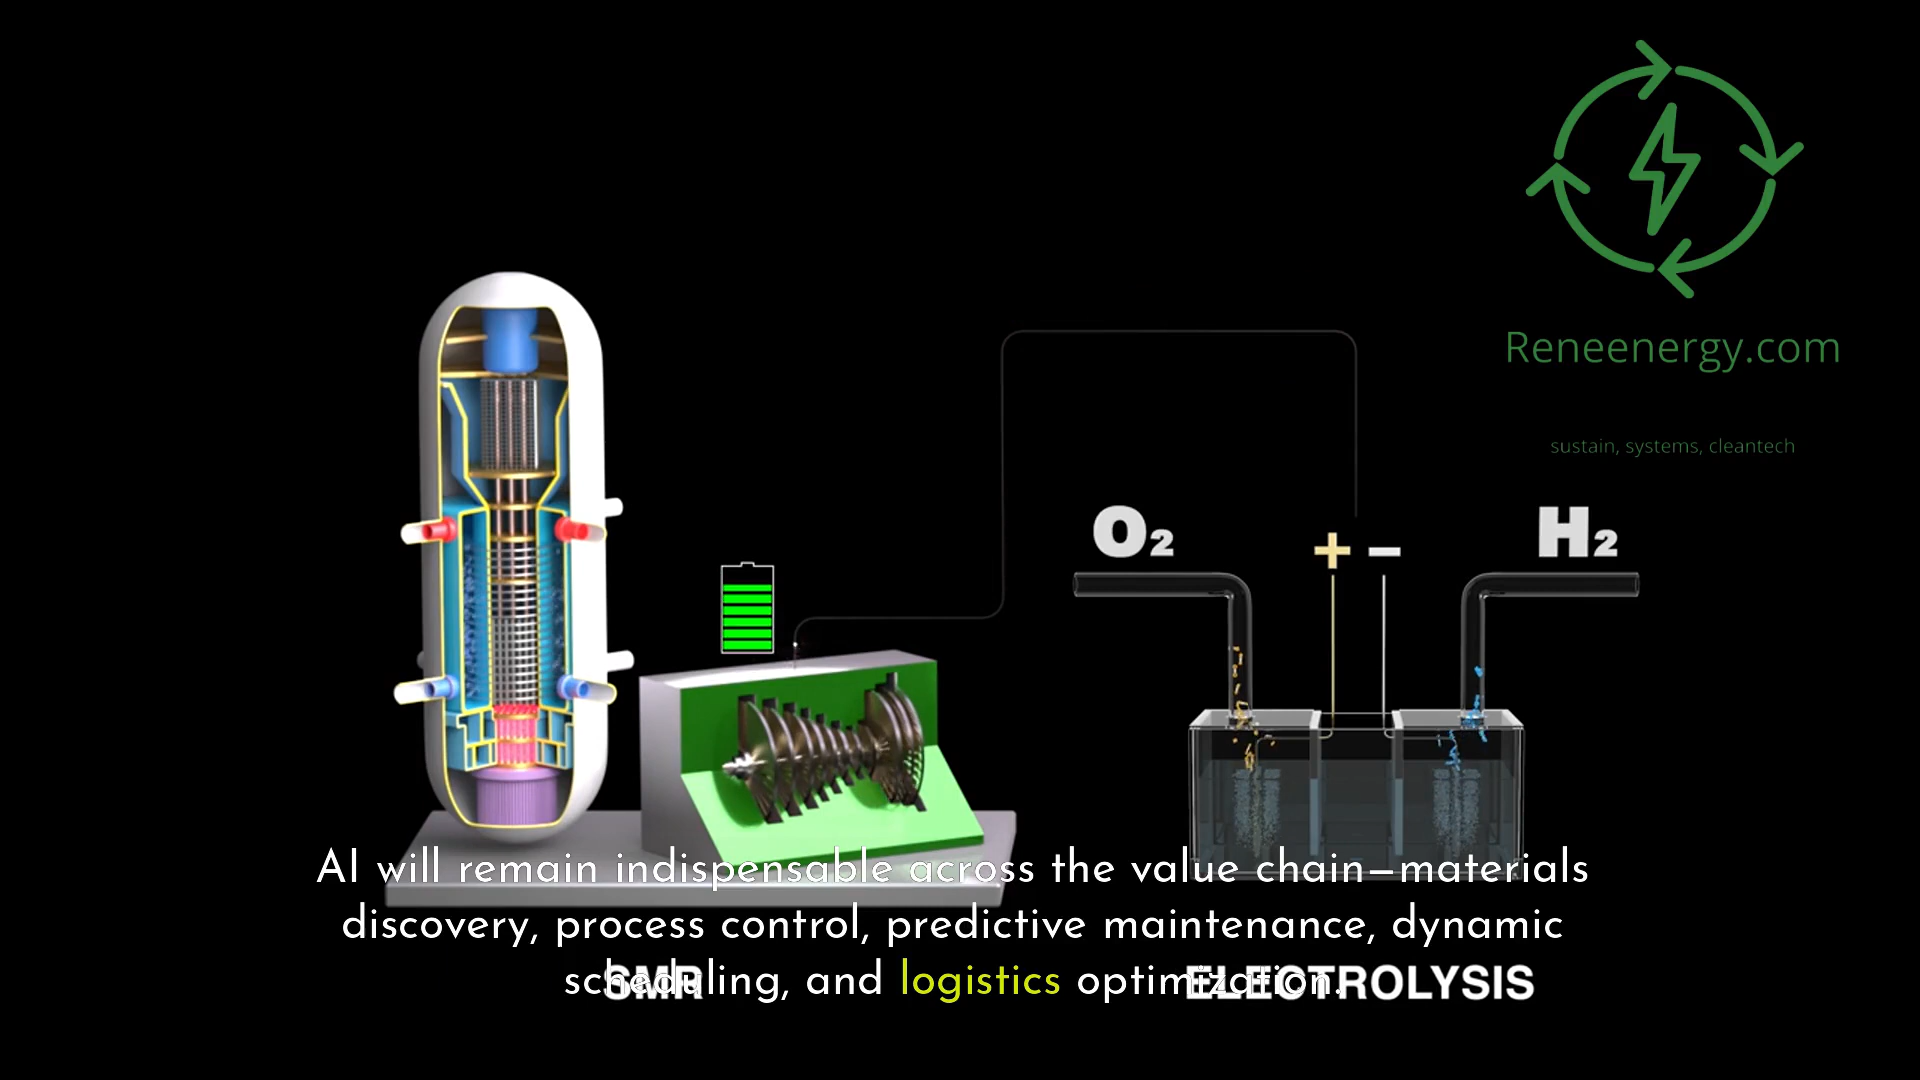 Reneenergy.com
sustain, systems, cleantech
O2
+ −
H2
AI will remain indispensable across the value chain—materials
discovery, process control, predictive maintenance, dynamic
scheduling, and logistics optimization.
SMR
ELECTROLYSIS